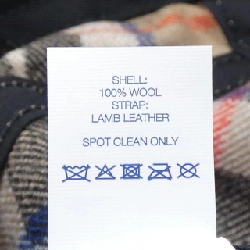 SHELL:
100% WOOL
STRAP:
LAMB LEATHER
SPOT CLEAN ONLY